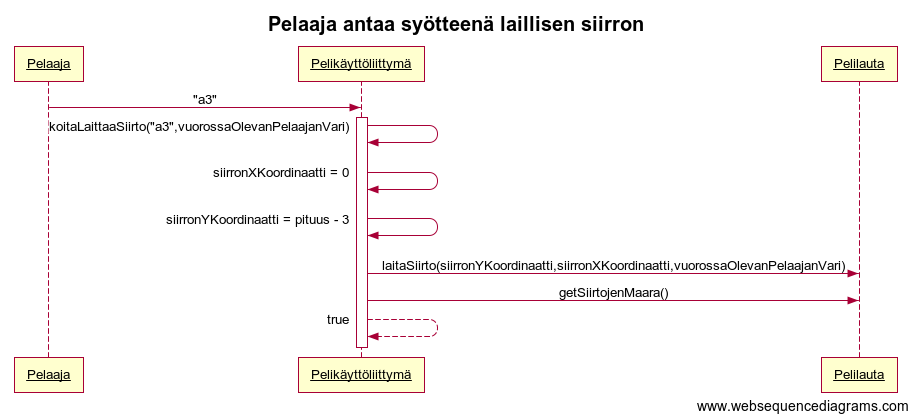 Pelaaja antaa syötteenä laillisen siirron
Pelaaja
Pelikäyttöliittymä
Pelilauta
"a3"
koitaLaittaaSiirto("a3",vuorossaOlevanPelaajanVari)
siirronXKoordinaatti = 0
siirronYKoordinaatti = pituus - 3
laitaSiirto(siirronYKoordinaatti,siirronXKoordinaatti,vuorossaOlevanPelaajanVari)
getSiirtojenMaara()
true
Pelaaja
Pelikäyttöliittymä
Pelilauta
www.websequencediagrams.com